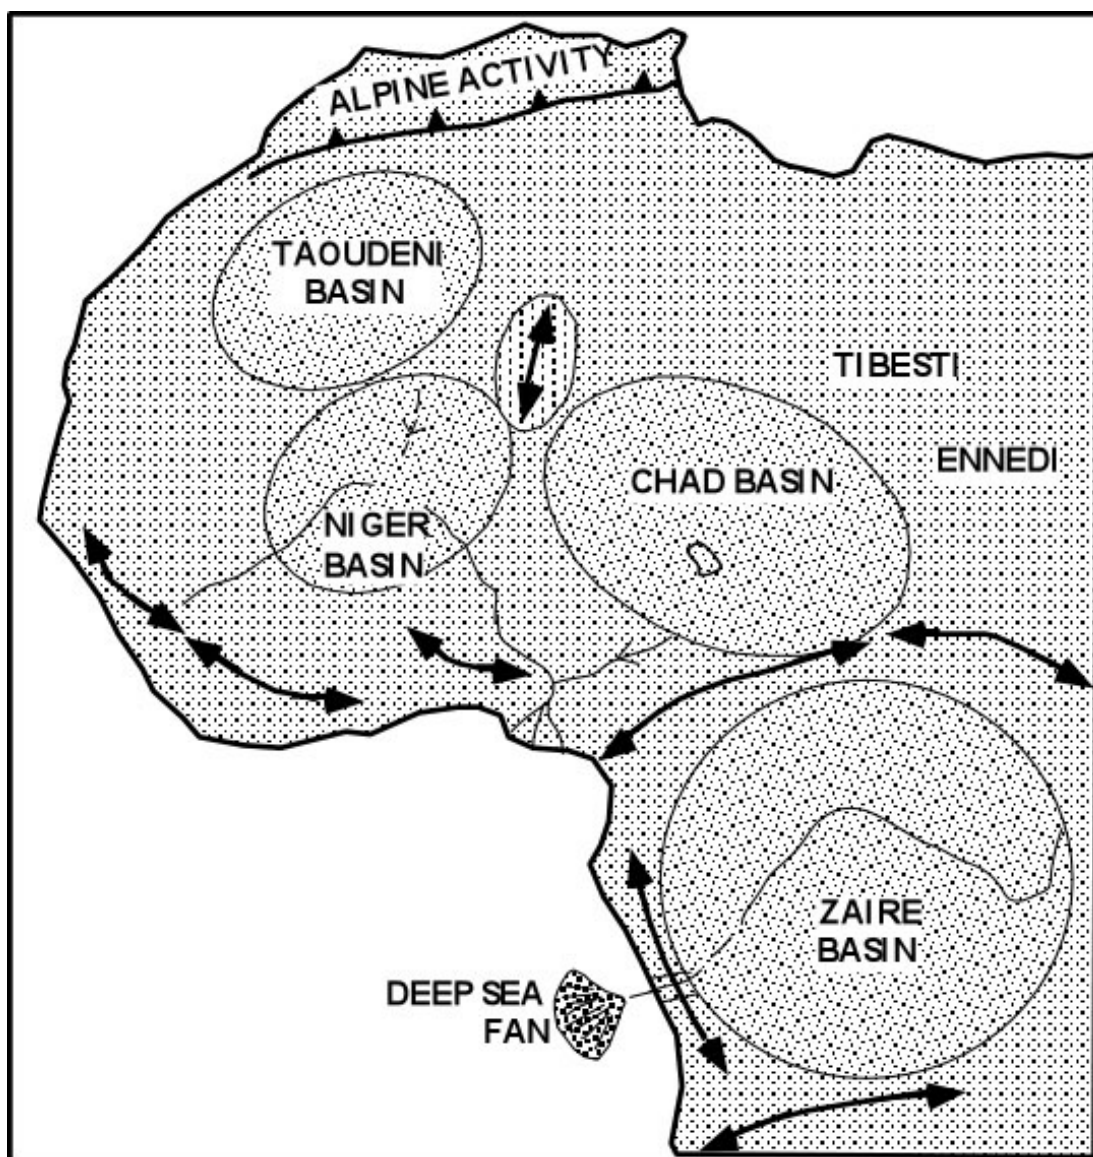 ALPINE ACTIVITY
TAOUDENI
BASIN
TIBESTI
ENNEDI
CHAD BASIN
NIGER
BASIN
ZAIRE
BASIN
DEEP SEA
FAN